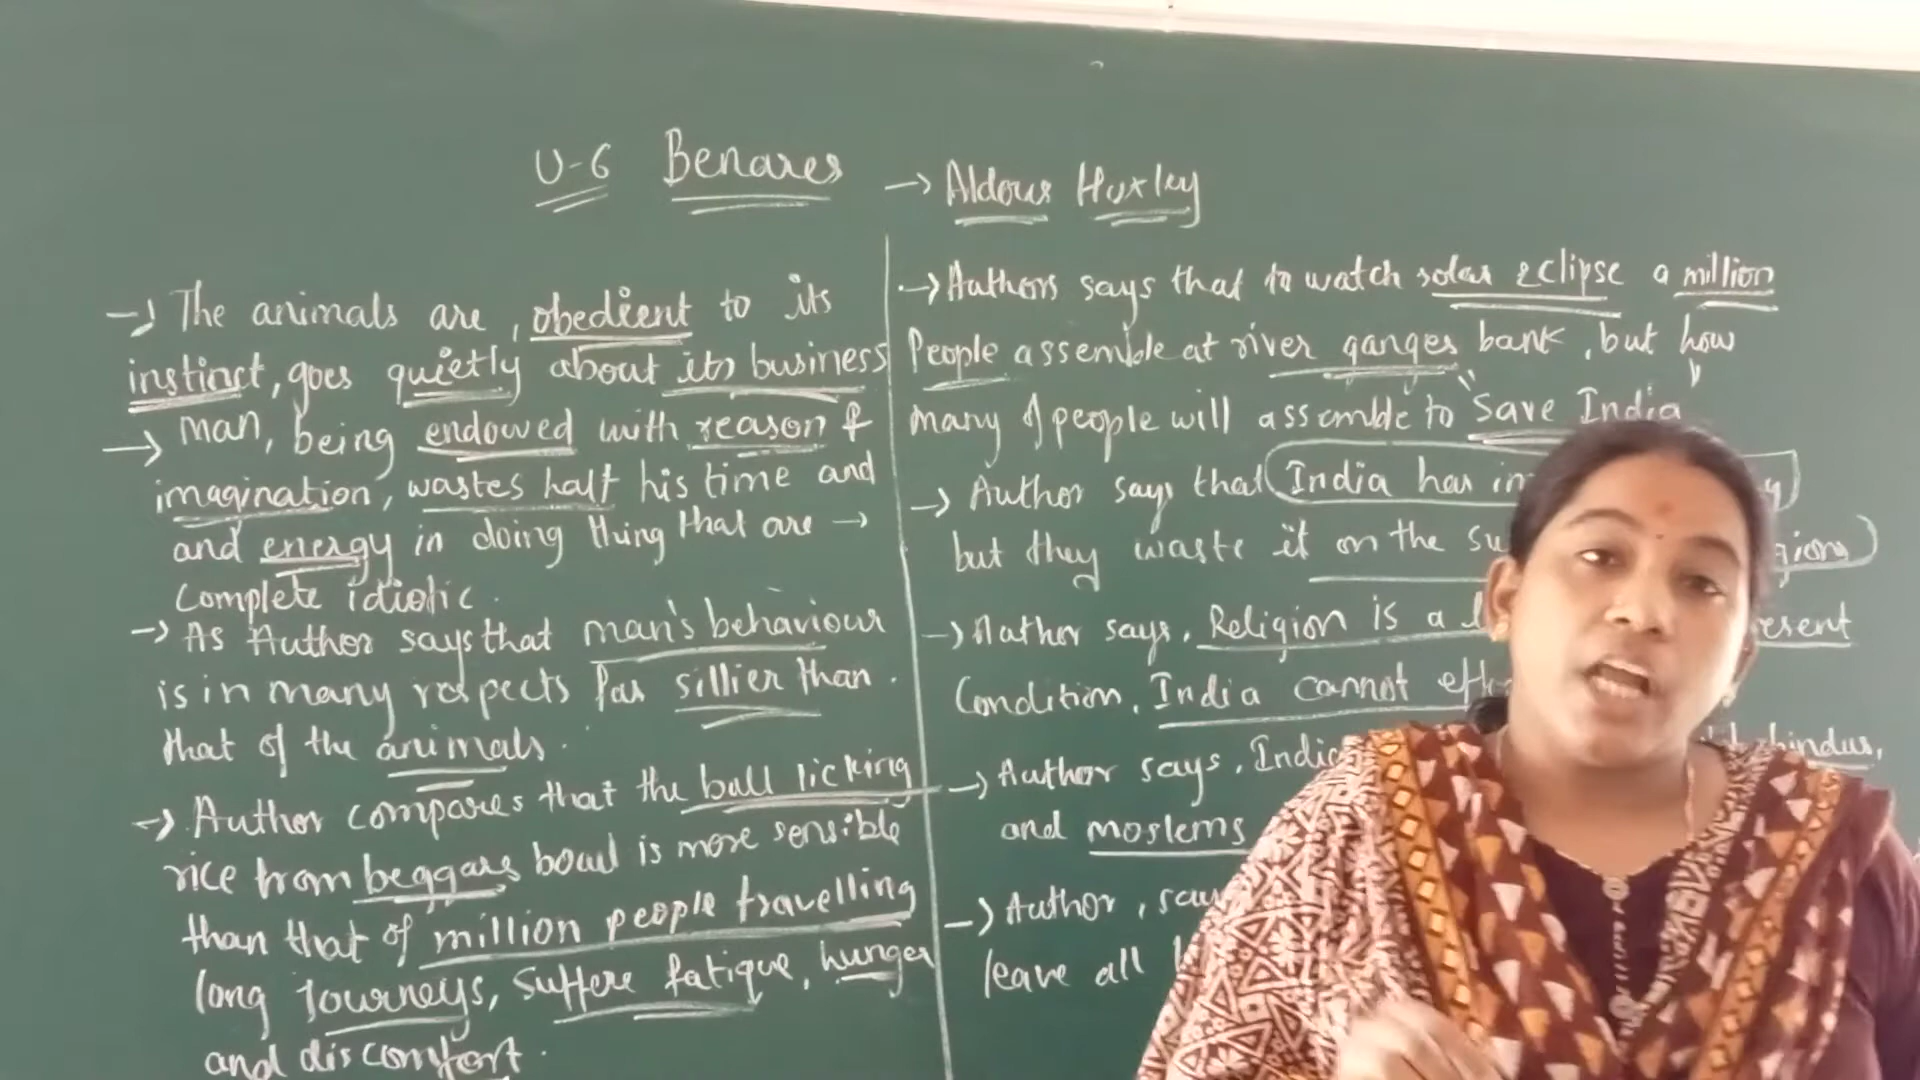 U-6 Benares → Aldous Huxley
→ The animals are, obedient to its
instinct, goes quietly about its business
→ man, being endowed with reason &
imagination, wastes half his time and
and energy in doing thing that are →
Complete idiotic.
→ As Author says that man's behaviour
is in many respects far sillier than.
that of the animals.
→ Author compares that the ball licking
rice from beggars bowl is more sensible
than that of million people travelling
long Journeys, suffere fatique, hunger
and discomfort.
→ Authors says that to watch solar eclipse a million
People assemble at river ganges bank, but how
many of people will assemble to "Save India
→ Author says that India has
but they waste it on the
→ Author says, Religion is a
Condition, India cannot
→ Author says, hindus,
and moslems
→ Author,
leave all